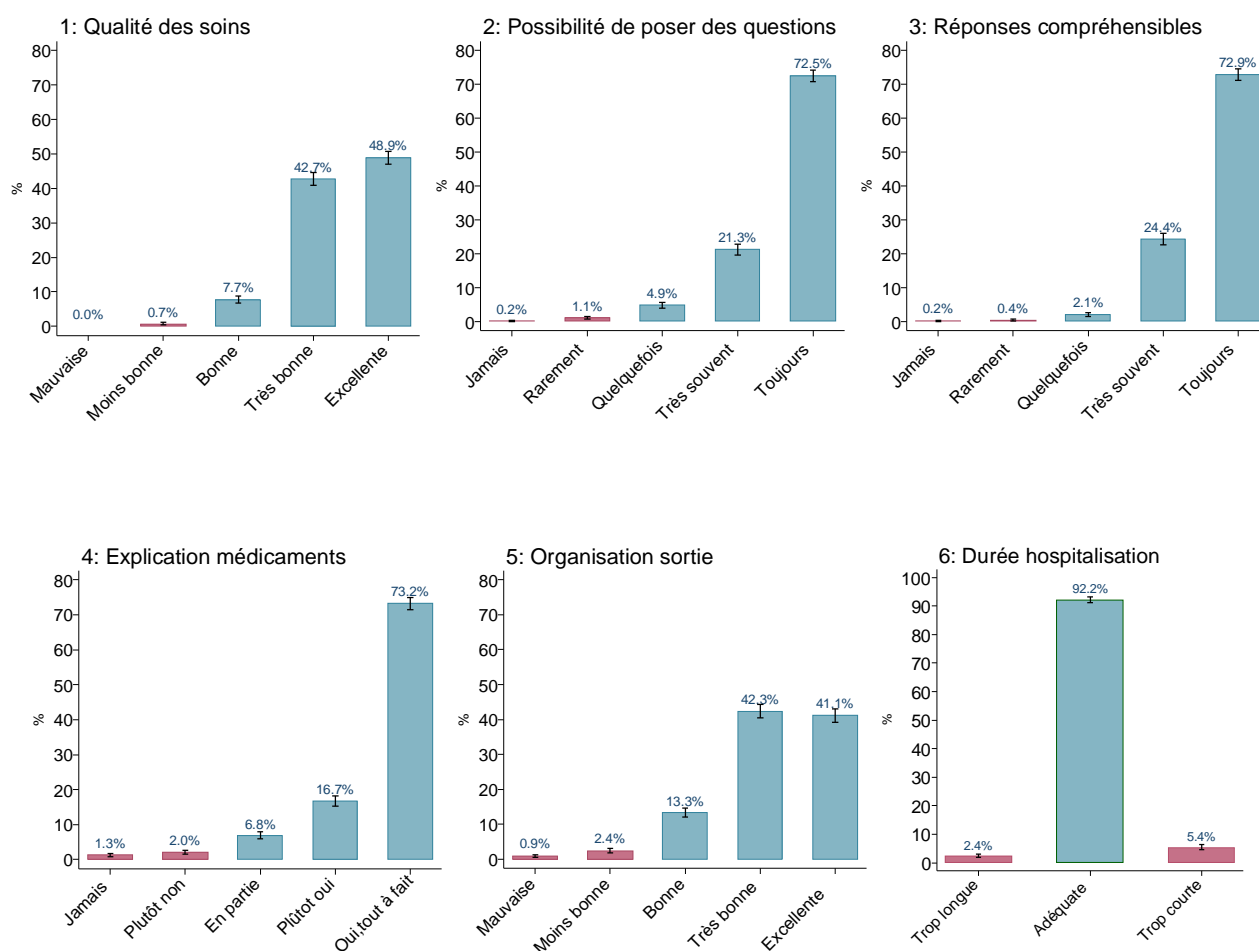 1: Qualité des soins
80
70
60
50
40
30
20
10
0
%
0.0%
0.7%
7.7%
42.7%
48.9%
Mauvaise
Moins bonne
Bonne
Très bonne
Excellente
2: Possibilité de poser des questions
80
70
60
50
40
30
20
10
0
%
0.2%
1.1%
4.9%
21.3%
72.5%
Jamais
Rarement
Quelquefois
Très souvent
Toujours
3: Réponses compréhensibles
80
70
60
50
40
30
20
10
0
%
0.2%
0.4%
2.1%
24.4%
72.9%
Jamais
Rarement
Quelquefois
Très souvent
Toujours
4: Explication médicaments
80
70
60
50
40
30
20
10
0
%
1.3%
2.0%
6.8%
16.7%
73.2%
Jamais
Plutôt non
En partie
Plûtot oui
Oui,tout à fait
5: Organisation sortie
80
70
60
50
40
30
20
10
0
%
0.9%
2.4%
13.3%
42.3%
41.1%
Mauvaise
Moins bonne
Bonne
Très bonne
Excellente
6: Durée hospitalisation
100
90
80
70
60
50
40
30
20
10
0
%
2.4%
92.2%
5.4%
Trop longue
Adéquate
Trop courte